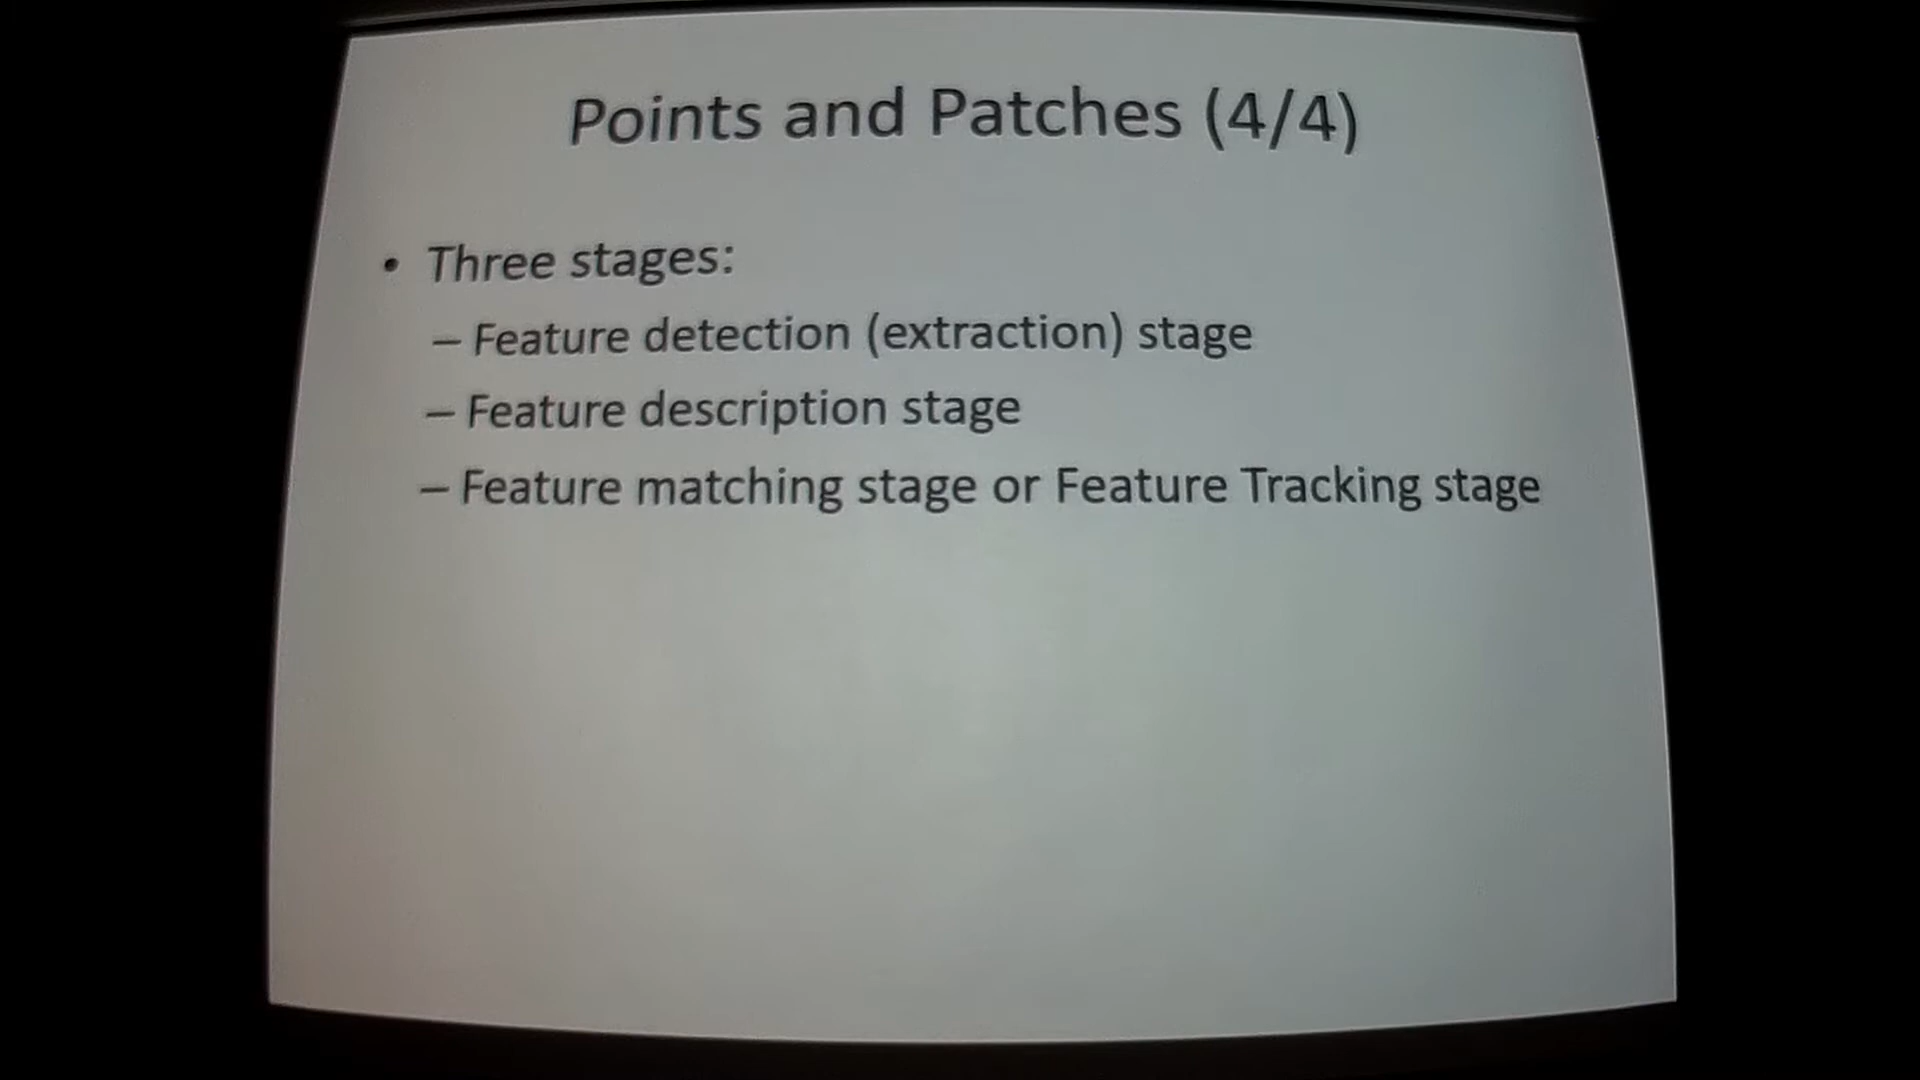 Points and Patches (4/4)
• Three stages:
– Feature detection (extraction) stage
– Feature description stage
– Feature matching stage or Feature Tracking stage